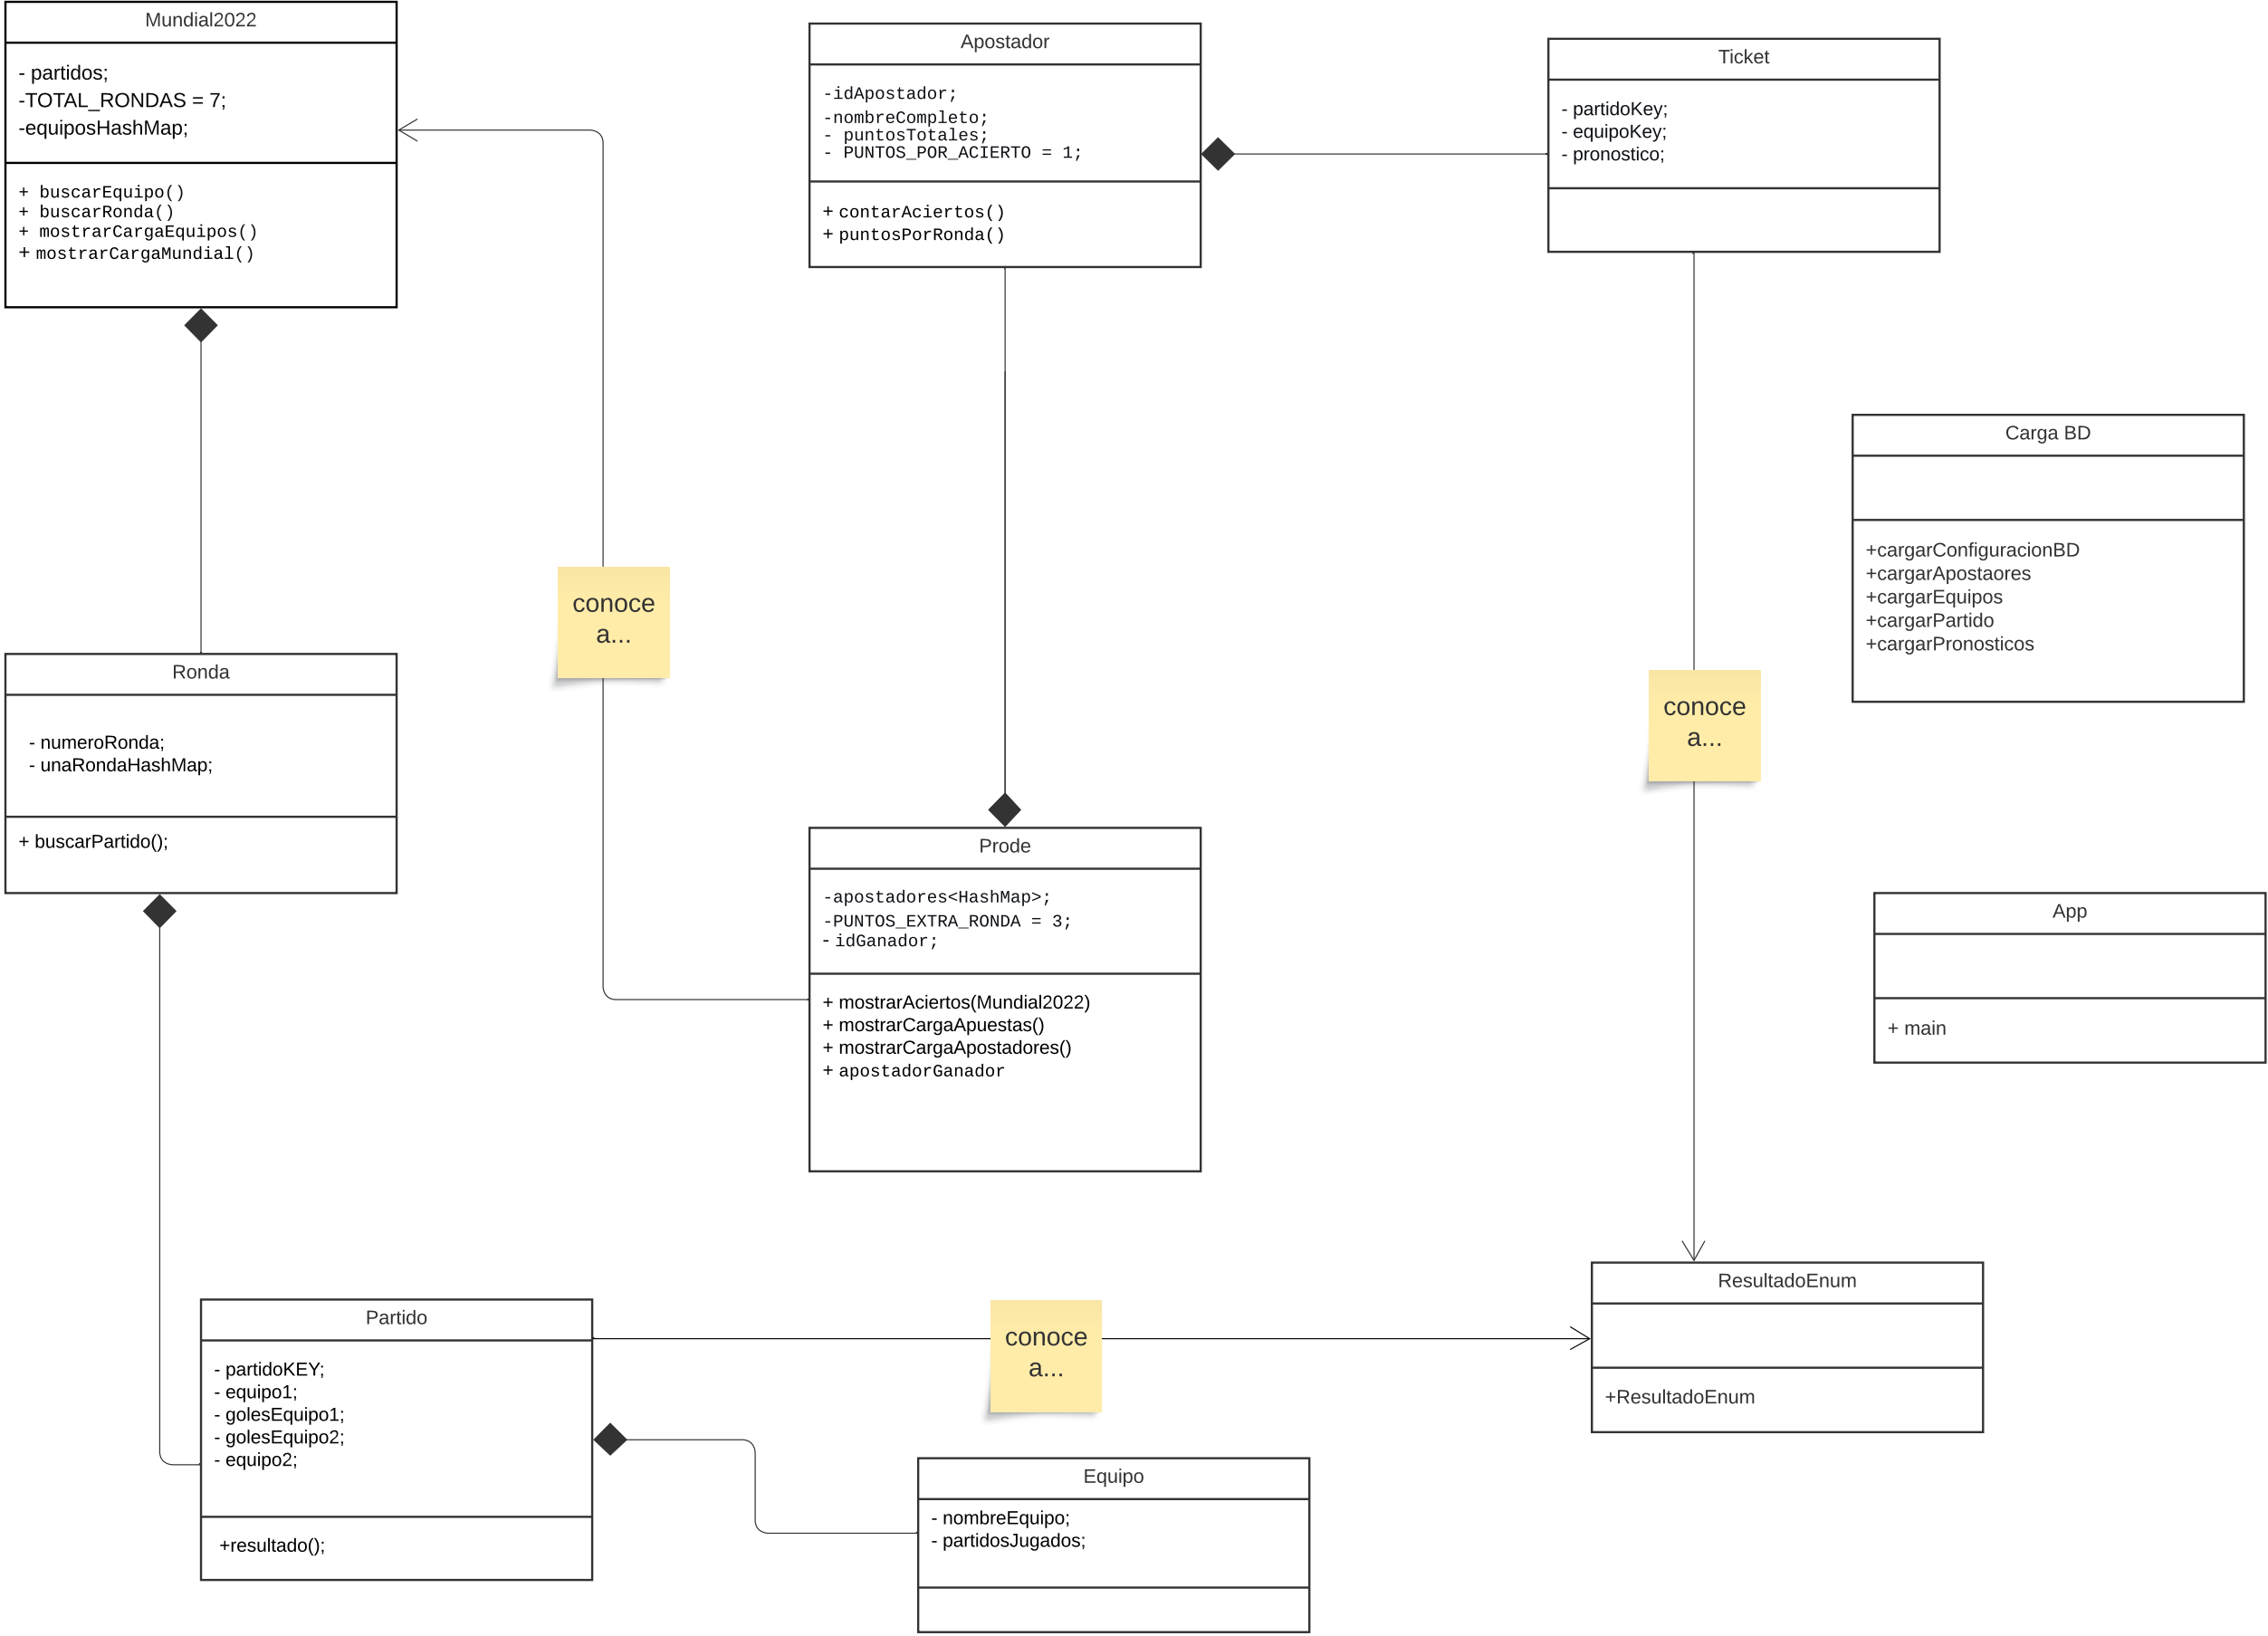 Mundial2022
- partidos;
-TOTAL_RONDAS = 7;
-equiposHashMap;
+ buscarEquipo()
+ buscarRonda()
+ mostrarCargaEquipos()
+ mostrarCargaMundial()
Apostador
-idApostador;
-nombreCompleto;
- puntosTotales;
- PUNTOS_POR_ACIERTO = 1;
+ contarAciertos()
+ puntosPorRonda()
Ticket
- partidoKey;
- equipoKey;
- pronostico;
Carga BD
+cargarConfiguracionBD
+cargarApostaores
+cargarEquipos
+cargarPartido
+cargarPronosticos
conoce
a...
conoce
a...
Ronda
- numeroRonda;
- unaRondaHashMap;
+ buscarPartido();
Prode
-apostadores<HashMap>;
-PUNTOS_EXTRA_RONDA = 3;
- idGanador;
+ mostrarAciertos(Mundial2022)
+ mostrarCargaApuestas()
+ mostrarCargaApostadores()
+ apostadorGanador
App
+ main
Partido
- partidoKEY;
- equipo1;
- golesEquipo1;
- golesEquipo2;
- equipo2;
+resultado();
conoce
a...
ResultadoEnum
+ResultadoEnum
Equipo
- nombreEquipo;
- partidosJugados;